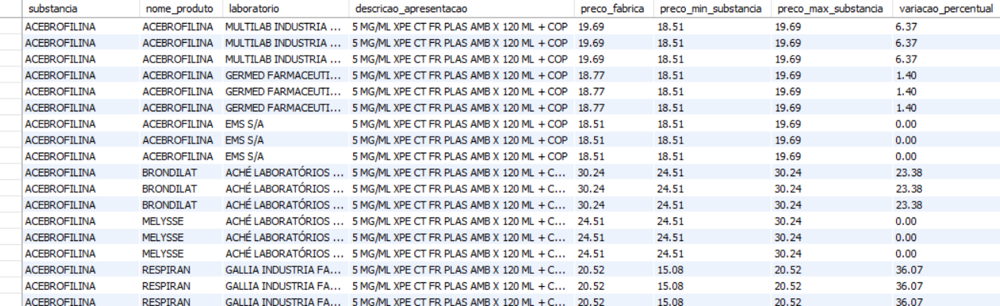 substancia nome_produto laboratorio descricao_apresentacao preco_fabrica preco_min_substancia preco_max_substancia variacao_percentual
ACEBROFILINA ACEBROFILINA MULTILAB INDUSTRIA ... 5 MG/ML XPE CT FR PLAS AMB X 120 ML + COP 19.69 18.51 19.69 6.37
ACEBROFILINA ACEBROFILINA MULTILAB INDUSTRIA ... 5 MG/ML XPE CT FR PLAS AMB X 120 ML + COP 19.69 18.51 19.69 6.37
ACEBROFILINA ACEBROFILINA MULTILAB INDUSTRIA ... 5 MG/ML XPE CT FR PLAS AMB X 120 ML + COP 19.69 18.51 19.69 6.37
ACEBROFILINA ACEBROFILINA GERMED FARMACEUTI... 5 MG/ML XPE CT FR PLAS AMB X 120 ML + COP 18.77 18.51 19.69 1.40
ACEBROFILINA ACEBROFILINA GERMED FARMACEUTI... 5 MG/ML XPE CT FR PLAS AMB X 120 ML + COP 18.77 18.51 19.69 1.40
ACEBROFILINA ACEBROFILINA GERMED FARMACEUTI... 5 MG/ML XPE CT FR PLAS AMB X 120 ML + COP 18.77 18.51 19.69 1.40
ACEBROFILINA ACEBROFILINA EMS S/A 5 MG/ML XPE CT FR PLAS AMB X 120 ML + COP 18.51 18.51 19.69 0.00
ACEBROFILINA ACEBROFILINA EMS S/A 5 MG/ML XPE CT FR PLAS AMB X 120 ML + COP 18.51 18.51 19.69 0.00
ACEBROFILINA ACEBROFILINA EMS S/A 5 MG/ML XPE CT FR PLAS AMB X 120 ML + COP 18.51 18.51 19.69 0.00
ACEBROFILINA BRONDILAT ACHÉ LABORATÓRIOS ... 5 MG/ML XPE CT FR PLAS AMB X 120 ML + C... 30.24 24.51 30.24 23.38
ACEBROFILINA BRONDILAT ACHÉ LABORATÓRIOS ... 5 MG/ML XPE CT FR PLAS AMB X 120 ML + C... 30.24 24.51 30.24 23.38
ACEBROFILINA BRONDILAT ACHÉ LABORATÓRIOS ... 5 MG/ML XPE CT FR PLAS AMB X 120 ML + C... 30.24 24.51 30.24 23.38
ACEBROFILINA MELYSSE ACHÉ LABORATÓRIOS ... 5 MG/ML XPE CT FR PLAS AMB X 120 ML + C... 24.51 24.51 30.24 0.00
ACEBROFILINA MELYSSE ACHÉ LABORATÓRIOS ... 5 MG/ML XPE CT FR PLAS AMB X 120 ML + C... 24.51 24.51 30.24 0.00
ACEBROFILINA MELYSSE ACHÉ LABORATÓRIOS ... 5 MG/ML XPE CT FR PLAS AMB X 120 ML + C... 24.51 24.51 30.24 0.00
ACEBROFILINA RESPIRAN GALLIA INDUSTRIA FA... 5 MG/ML XPE CT FR PLAS AMB X 120 ML + C... 20.52 15.08 20.52 36.07
ACEBROFILINA RESPIRAN GALLIA INDUSTRIA FA... 5 MG/ML XPE CT FR PLAS AMB X 120 ML + C... 20.52 15.08 20.52 36.07
ACEBROFILINA RESPIRAN GALLIA INDUSTRIA FA... 5 MG/ML XPE CT FR PLAS AMB X 120 ML + C... 20.52 15.08 20.52 36.07